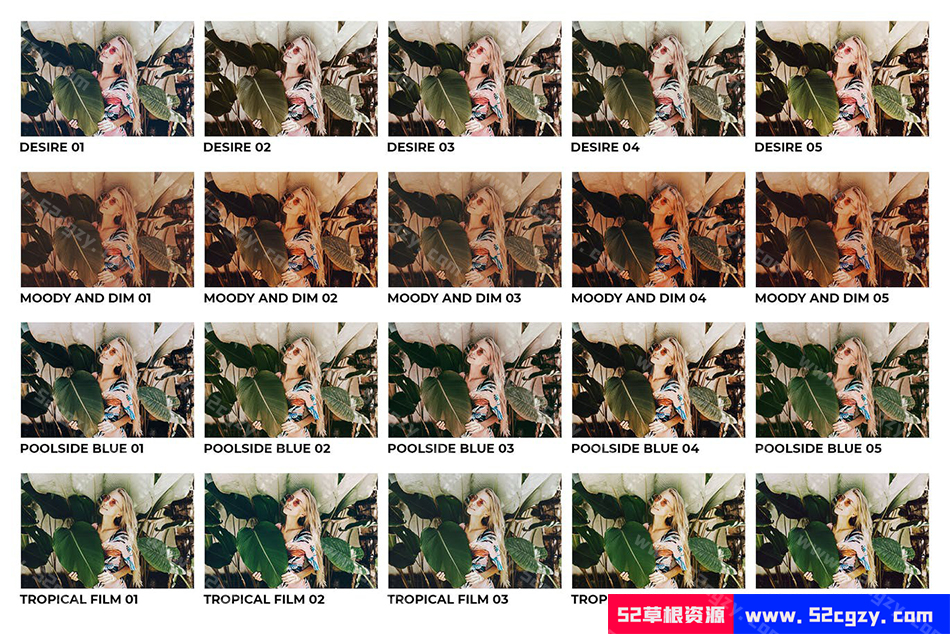 DESIRE 01
DESIRE 02
DESIRE 03
DESIRE 04
DESIRE 05
MOODY AND DIM 01
MOODY AND DIM 02
MOODY AND DIM 03
MOODY AND DIM 04
MOODY AND DIM 05
POOLSIDE BLUE 01
POOLSIDE BLUE 02
POOLSIDE BLUE 03
POOLSIDE BLUE 04
POOLSIDE BLUE 05
TROPICAL FILM 01
TROPICAL FILM 02
TROPICAL FILM 03
TROP
52草根资源
www.52cgzy.com